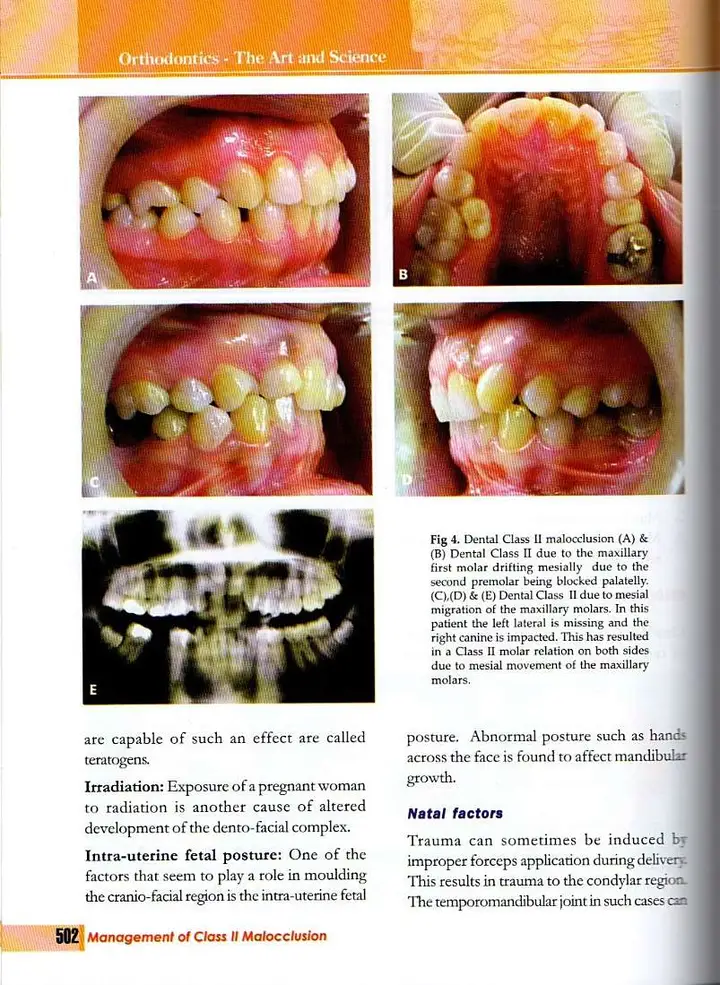 Orthodontics - The Art and Science
A
B
C
D
E
Fig 4. Dental Class II malocclusion (A) &
(B) Dental Class II due to the maxillary
first molar drifting mesially due to the
second premolar being blocked palatelly.
(C),(D) & (E) Dental Class II due to mesial
migration of the maxillary molars. In this
patient the left lateral is missing and the
right canine is impacted. This has resulted
in a Class II molar relation on both sides
due to mesial movement of the maxillary
molars.
are capable of such an effect are called
teratogens.
Irradiation: Exposure of a pregnant woman
to radiation is another cause of altered
development of the dento-facial complex.
Intra-uterine fetal posture: One of the
factors that seem to play a role in moulding
the cranio-facial region is the intra-uterine fetal
posture. Abnormal posture such as hands
across the face is found to affect mandibular
growth.
Natal factors
Trauma can sometimes be induced by
improper forceps application during delivery.
This results in trauma to the condylar region.
The temporomandibular joint in such cases can
502 Management of Class II Malocclusion